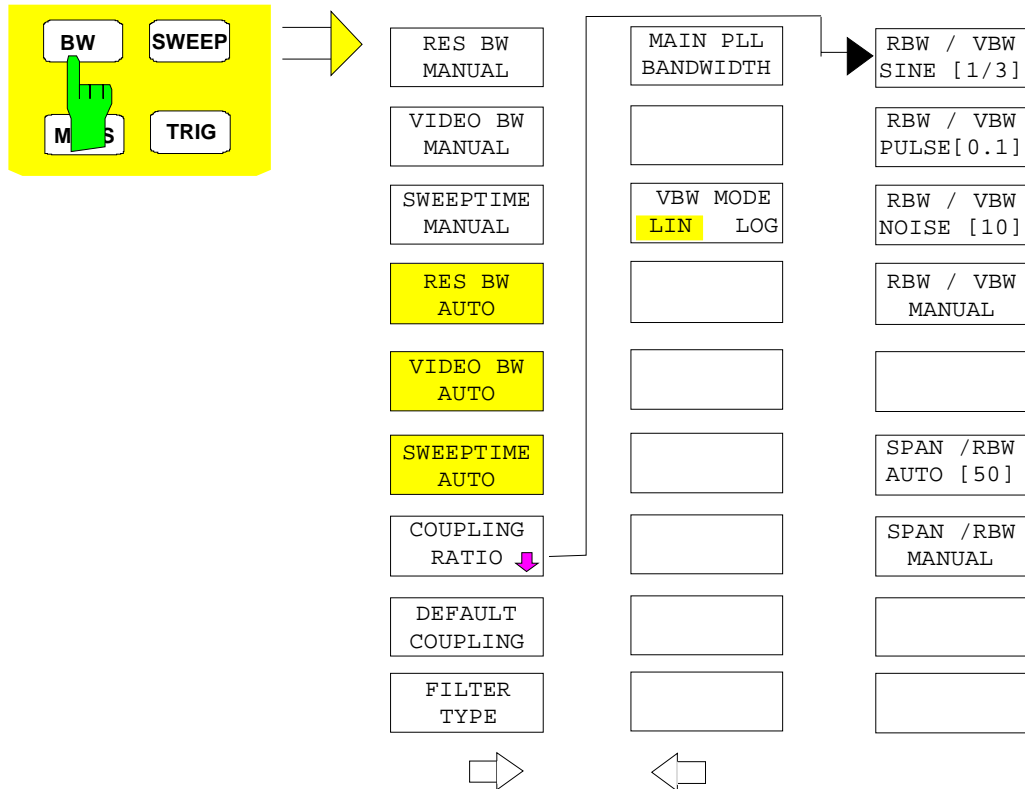 BW
SWEEP
TRIG
RES BW
MANUAL
VIDEO BW
MANUAL
SWEEPTIME
MANUAL
RES BW
AUTO
VIDEO BW
AUTO
SWEEPTIME
AUTO
COUPLING
RATIO
DEFAULT
COUPLING
FILTER
TYPE
MAIN PLL
BANDWIDTH
VBW MODE
LIN LOG
RBW / VBW
SINE [1/3]
RBW / VBW
PULSE[0.1]
RBW / VBW
NOISE [10]
RBW / VBW
MANUAL
SPAN /RBW
AUTO [50]
SPAN /RBW
MANUAL